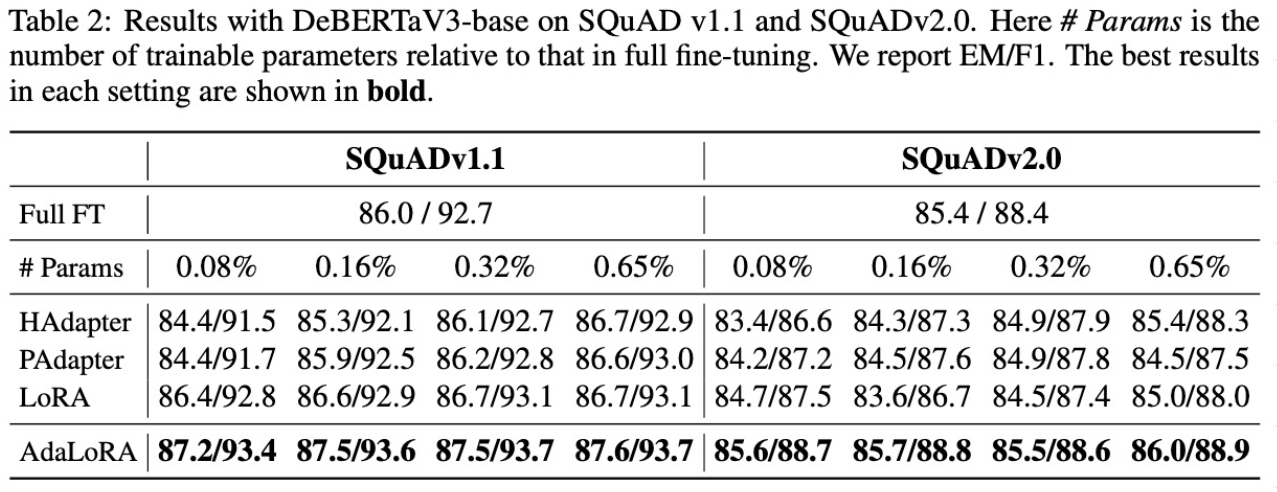 Table 2: Results with DeBERTaV3-base on SQuAD v1.1 and SQuADv2.0. Here # Params is the
number of trainable parameters relative to that in full fine-tuning. We report EM/F1. The best results
in each setting are shown in bold.
SQuADv1.1 SQuADv2.0
Full FT 86.0 / 92.7 85.4 / 88.4
# Params 0.08% 0.16% 0.32% 0.65% 0.08% 0.16% 0.32% 0.65%
HAdapter 84.4/91.5 85.3/92.1 86.1/92.7 86.7/92.9 83.4/86.6 84.3/87.3 84.9/87.9 85.4/88.3
PAdapter 84.4/91.7 85.9/92.5 86.2/92.8 86.6/93.0 84.2/87.2 84.5/87.6 84.9/87.8 84.5/87.5
LoRA 86.4/92.8 86.6/92.9 86.7/93.1 86.7/93.1 84.7/87.5 83.6/86.7 84.5/87.4 85.0/88.0
AdaLoRA 87.2/93.4 87.5/93.6 87.5/93.7 87.6/93.7 85.6/88.7 85.7/88.8 85.5/88.6 86.0/88.9